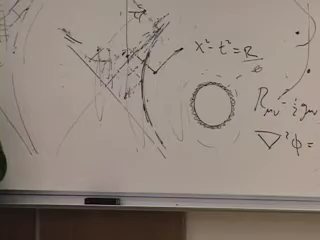 x² - t² = R
R_μν - ½ g_μν
∇²φ =